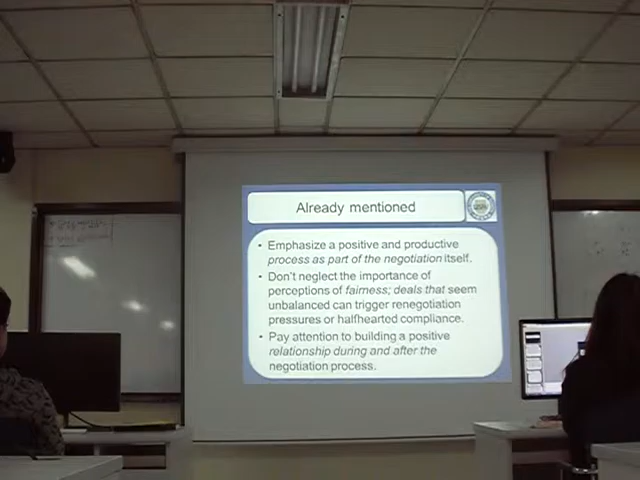 Already mentioned
• Emphasize a positive and productive
process as part of the negotiation itself.
• Don't neglect the importance of
perceptions of fairness; deals that seem
unbalanced can trigger renegotiation
pressures or halfhearted compliance.
• Pay attention to building a positive
relationship during and after the
negotiation process.